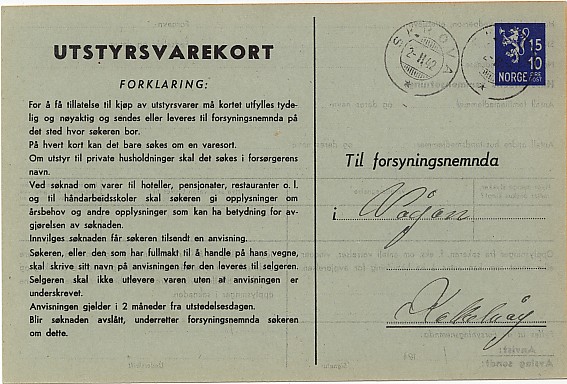 UTSTYRSVAREKORT
FORKLARING:
For å få tillatelse til kjøp av utstyrsvarer må kortet utfylles tyde-
lig og nøyaktig og sendes eller leveres til forsyningsnemnda på
det sted hvor søkeren bor.
På hvert kort kan det bare søkes om en varesort.
Om utstyr til private husholdninger skal det søkes i forsørgerens
navn.
Ved søknad om varer til hoteller, pensjonater, restauranter o. l.
og til håndarbeidsskoler skal søkeren gi opplysninger om
årsbehov og andre opplysninger som kan ha betydning for av-
gjørelsen av søknaden.
Innvilges søknaden får søkeren tilsendt en anvisning.
Søkeren, eller den som har fullmakt til å handle på hans vegne,
skal skrive sitt navn på anvisningen før den leveres til selgeren.
Selgeren skal ikke utlevere varen uten at anvisningen er
underskrevet.
Anvisningen gjelder i 2 måneder fra utstedelsesdagen.
Blir søknaden avslått, underretter forsyningsnemnda søkeren
om dette.
SKROVA
2-11.42
15
10
NORGE ØRE
POST
Til forsyningsnemnda
i Vågan
Kabelvåg